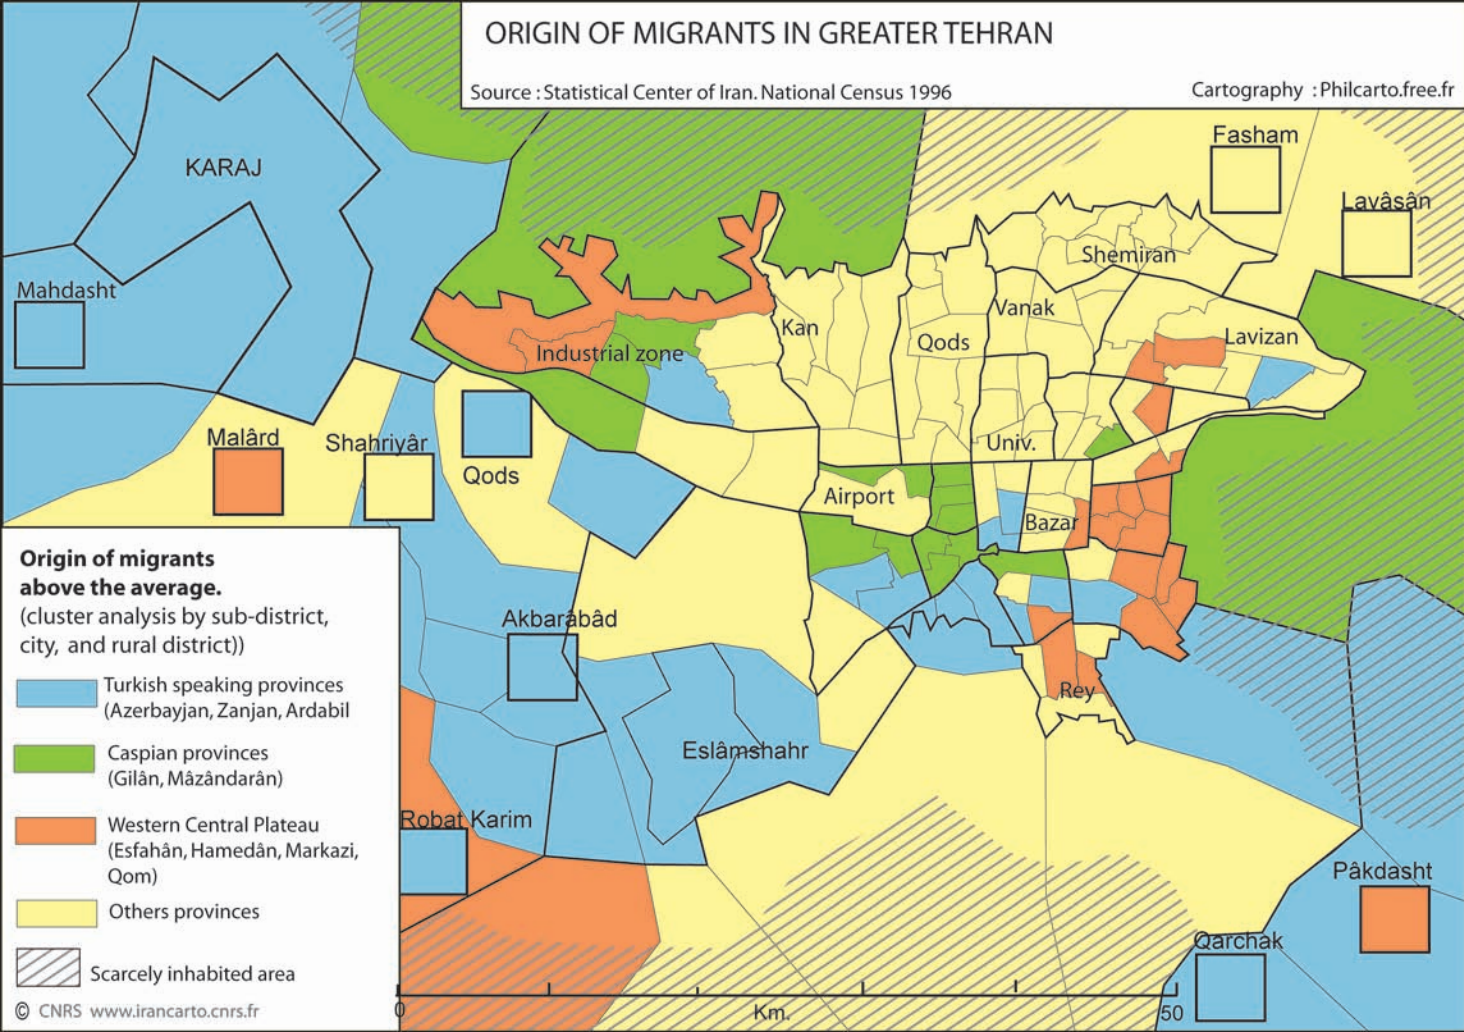 ORIGIN OF MIGRANTS IN GREATER TEHRAN
Source : Statistical Center of Iran. National Census 1996
Cartography : Philcarto.free.fr
Fasham
Lavâsân
KARAJ
Shemiran
Mahdasht
Vanak
Kan
Qods
Lavizan
Industrial zone
Malârd
Shahriyâr
Qods
Univ.
Airport
Bazar
Akbarâbâd
Rey
Eslâmshahr
Robat Karim
Pâkdasht
Qarchak
Origin of migrants
above the average.
(cluster analysis by sub-district,
city, and rural district))
Turkish speaking provinces
(Azerbayjan, Zanjan, Ardabil
Caspian provinces
(Gilân, Mâzândarân)
Western Central Plateau
(Esfahân, Hamedân, Markazi,
Qom)
Others provinces
Scarcely inhabited area
© CNRS www.irancarto.cnrs.fr
0
Km.
50